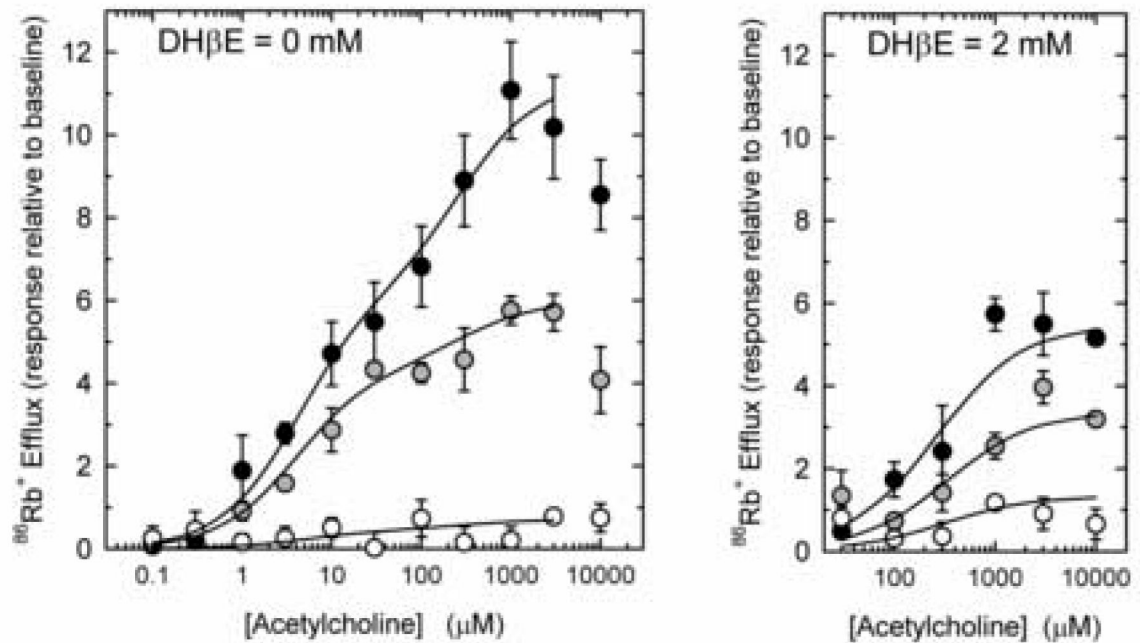 DHβE = 0 mM
⁸⁶Rb⁺ Efflux (response relative to baseline)
12
10
8
6
4
2
0
0.1 1 10 100 1000 10000
[Acetylcholine] (μM)
DHβE = 2 mM
⁸⁶Rb⁺ Efflux (response relative to baseline)
12
10
8
6
4
2
0
100 1000 10000
[Acetylcholine] (μM)